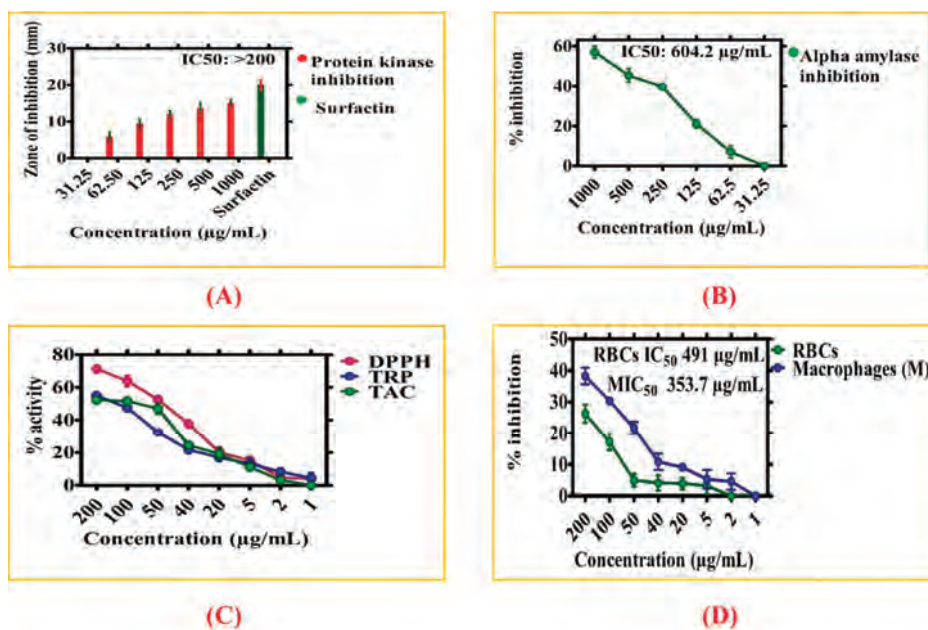 Zone of inhibition (mm)
30
20
10
0
IC50: >200
Protein kinase
inhibition
Surfactin
31.25
62.50
125
250
500
1000
Surfactin
Concentration (µg/mL)
(A)
% inhibition
60
40
20
0
IC50: 604.2 µg/mL
Alpha amylase
inhibition
1000
500
250
125
62.5
31.25
Concentration (µg/mL)
(B)
% activity
80
60
40
20
0
DPPH
TRP
TAC
200
100
50
40
20
5
2
1
Concentration (µg/mL)
(C)
% inhibition
50
40
30
20
10
0
RBCs IC50 491 µg/mL
MIC50 353.7 µg/mL
RBCs
Macrophages (M)
200
100
50
40
20
5
2
1
Concentration (µg/mL)
(D)